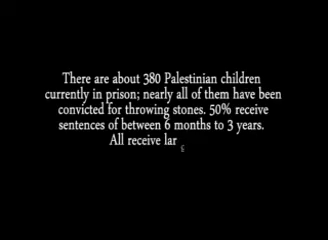 There are about 380 Palestinian children
currently in prison; nearly all of them have been
convicted for throwing stones. 50% receive
sentences of between 6 months to 3 years.
All receive lar